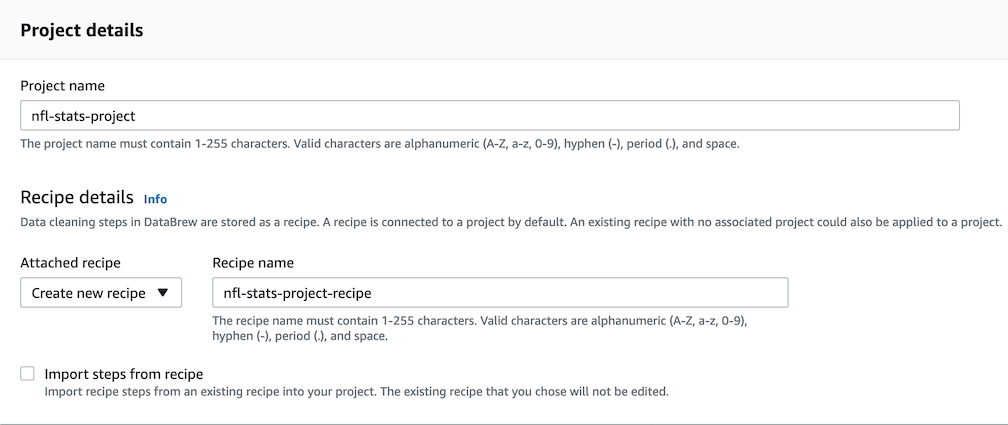 Project details
Project name
nfl-stats-project
The project name must contain 1-255 characters. Valid characters are alphanumeric (A-Z, a-z, 0-9), hyphen (-), period (.), and space.
Recipe details Info
Data cleaning steps in DataBrew are stored as a recipe. A recipe is connected to a project by default. An existing recipe with no associated project could also be applied to a project.
Attached recipe Recipe name
Create new recipe nfl-stats-project-recipe
The recipe name must contain 1-255 characters. Valid characters are alphanumeric (A-Z, a-z, 0-9),
hyphen (-), period (.), and space.
Import steps from recipe
Import recipe steps from an existing recipe into your project. The existing recipe that you chose will not be edited.